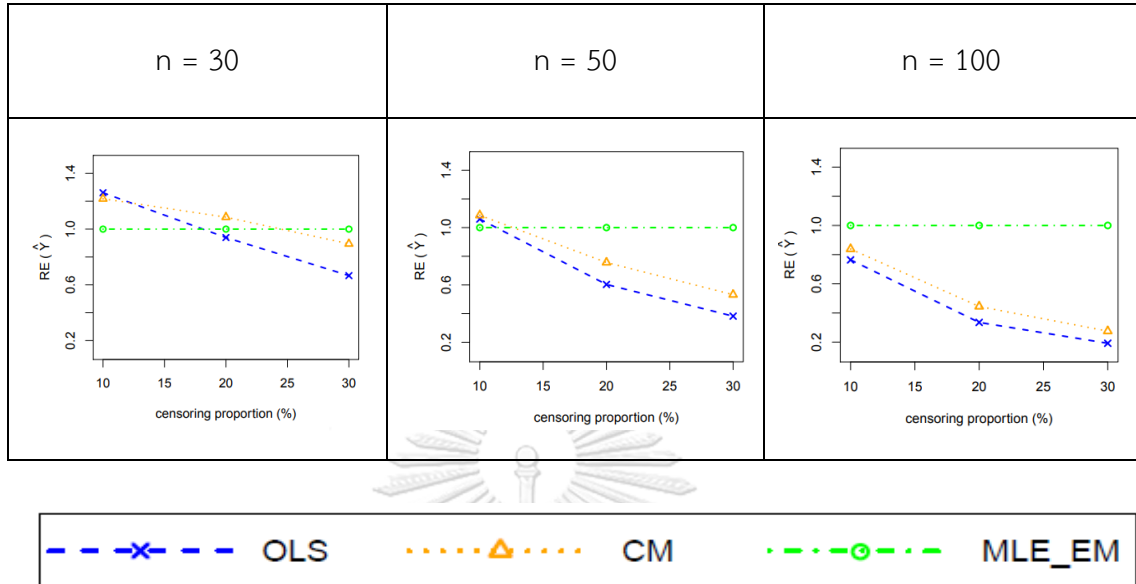 n = 30
n = 50
n = 100
RE ( Ŷ )
1.4
1.0
0.6
0.2
10 15 20 25 30
censoring proportion (%)
RE ( Ŷ )
1.4
1.0
0.6
0.2
10 15 20 25 30
censoring proportion (%)
RE ( Ŷ )
1.4
1.0
0.6
0.2
10 15 20 25 30
censoring proportion (%)
OLS CM MLE_EM